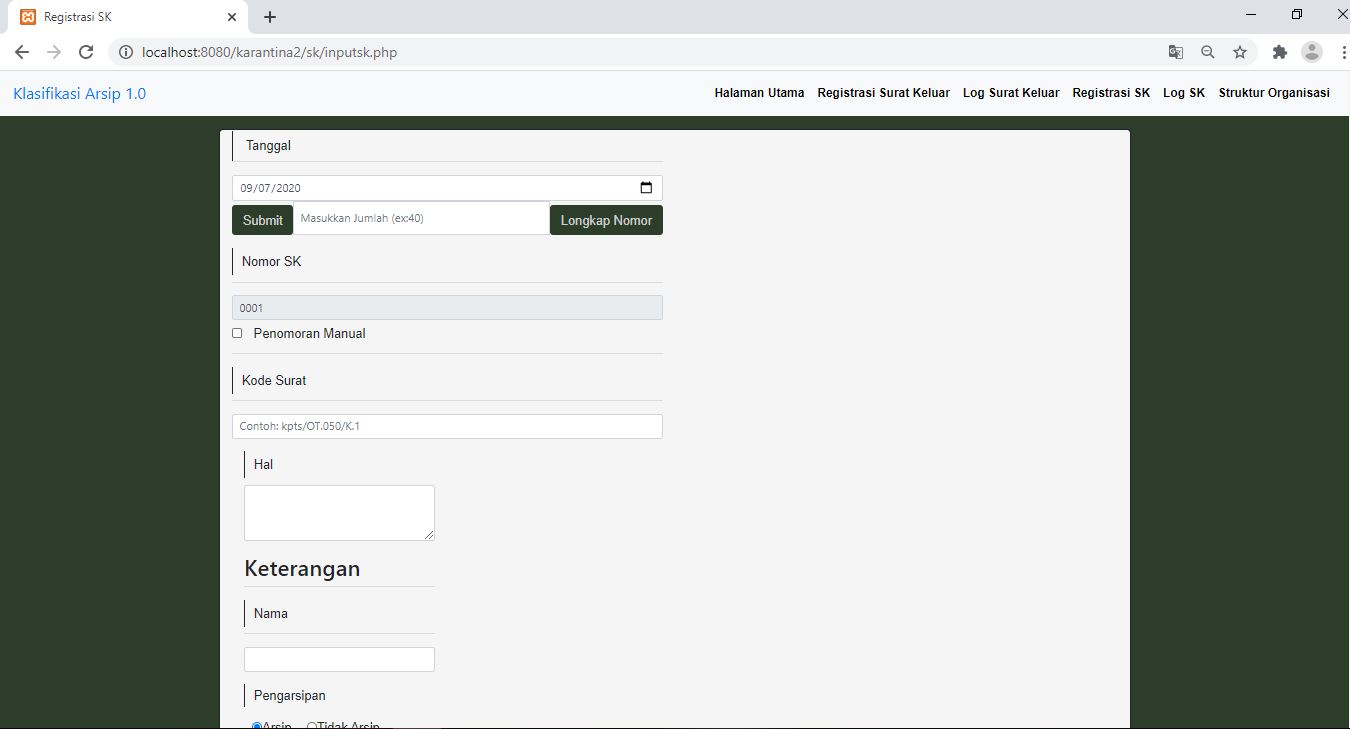 Registrasi SK
localhost:8080/karantina2/sk/inputsk.php
Klasifikasi Arsip 1.0
Halaman Utama Registrasi Surat Keluar Log Surat Keluar Registrasi SK Log SK Struktur Organisasi
Tanggal
09/07/2020
Submit Masukkan Jumlah (ex:40) Longkap Nomor
Nomor SK
0001
Penomoran Manual
Kode Surat
Contoh: kpts/OT.050/K.1
Hal
Keterangan
Nama
Pengarsipan
Arsip Tidak Arsip